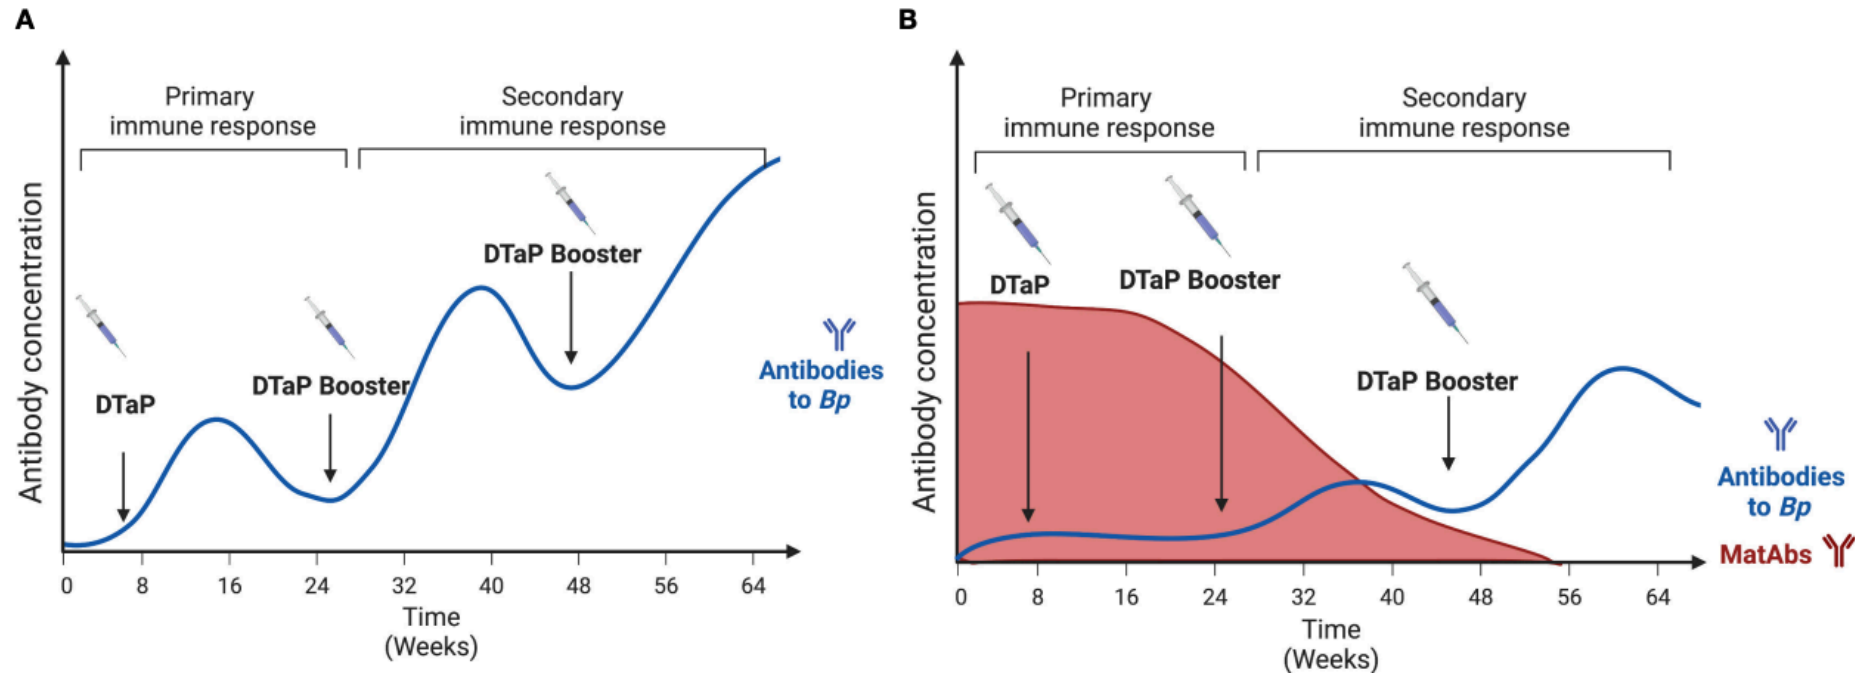 A
Primary
immune response
Secondary
immune response
DTaP
DTaP Booster
DTaP Booster
Antibody concentration
Antibodies
to Bp
0 8 16 24 32 40 48 56 64
Time
(Weeks)
B
Primary
immune response
Secondary
immune response
DTaP
DTaP Booster
DTaP Booster
Antibody concentration
Antibodies
to Bp
MatAbs
0 8 16 24 32 40 48 56 64
Time
(Weeks)